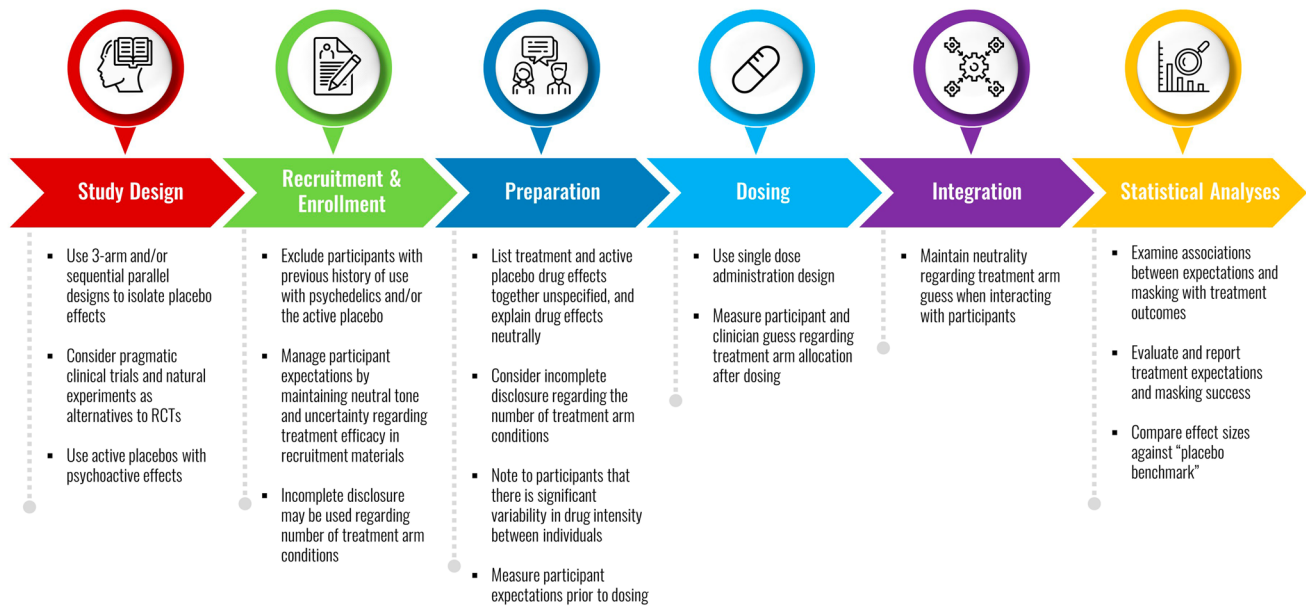 Study Design
Recruitment &
Enrollment
Preparation
Dosing
Integration
Statistical Analyses
▪ Use 3-arm and/or
sequential parallel
designs to isolate placebo
effects
▪ Consider pragmatic
clinical trials and natural
experiments as
alternatives to RCTs
▪ Use active placebos with
psychoactive effects
▪ Exclude participants with
previous history of use
with psychedelics and/or
the active placebo
▪ Manage participant
expectations by
maintaining neutral tone
and uncertainty regarding
treatment efficacy in
recruitment materials
▪ Incomplete disclosure
may be used regarding
number of treatment arm
conditions
▪ List treatment and active
placebo drug effects
together unspecified, and
explain drug effects
neutrally
▪ Consider incomplete
disclosure regarding the
number of treatment arm
conditions
▪ Note to participants that
there is significant
variability in drug intensity
between individuals
▪ Measure participant
expectations prior to dosing
▪ Use single dose
administration design
▪ Measure participant and
clinician guess regarding
treatment arm allocation
after dosing
▪ Maintain neutrality
regarding treatment arm
guess when interacting
with participants
▪ Examine associations
between expectations and
masking with treatment
outcomes
▪ Evaluate and report
treatment expectations
and masking success
▪ Compare effect sizes
against “placebo
benchmark”